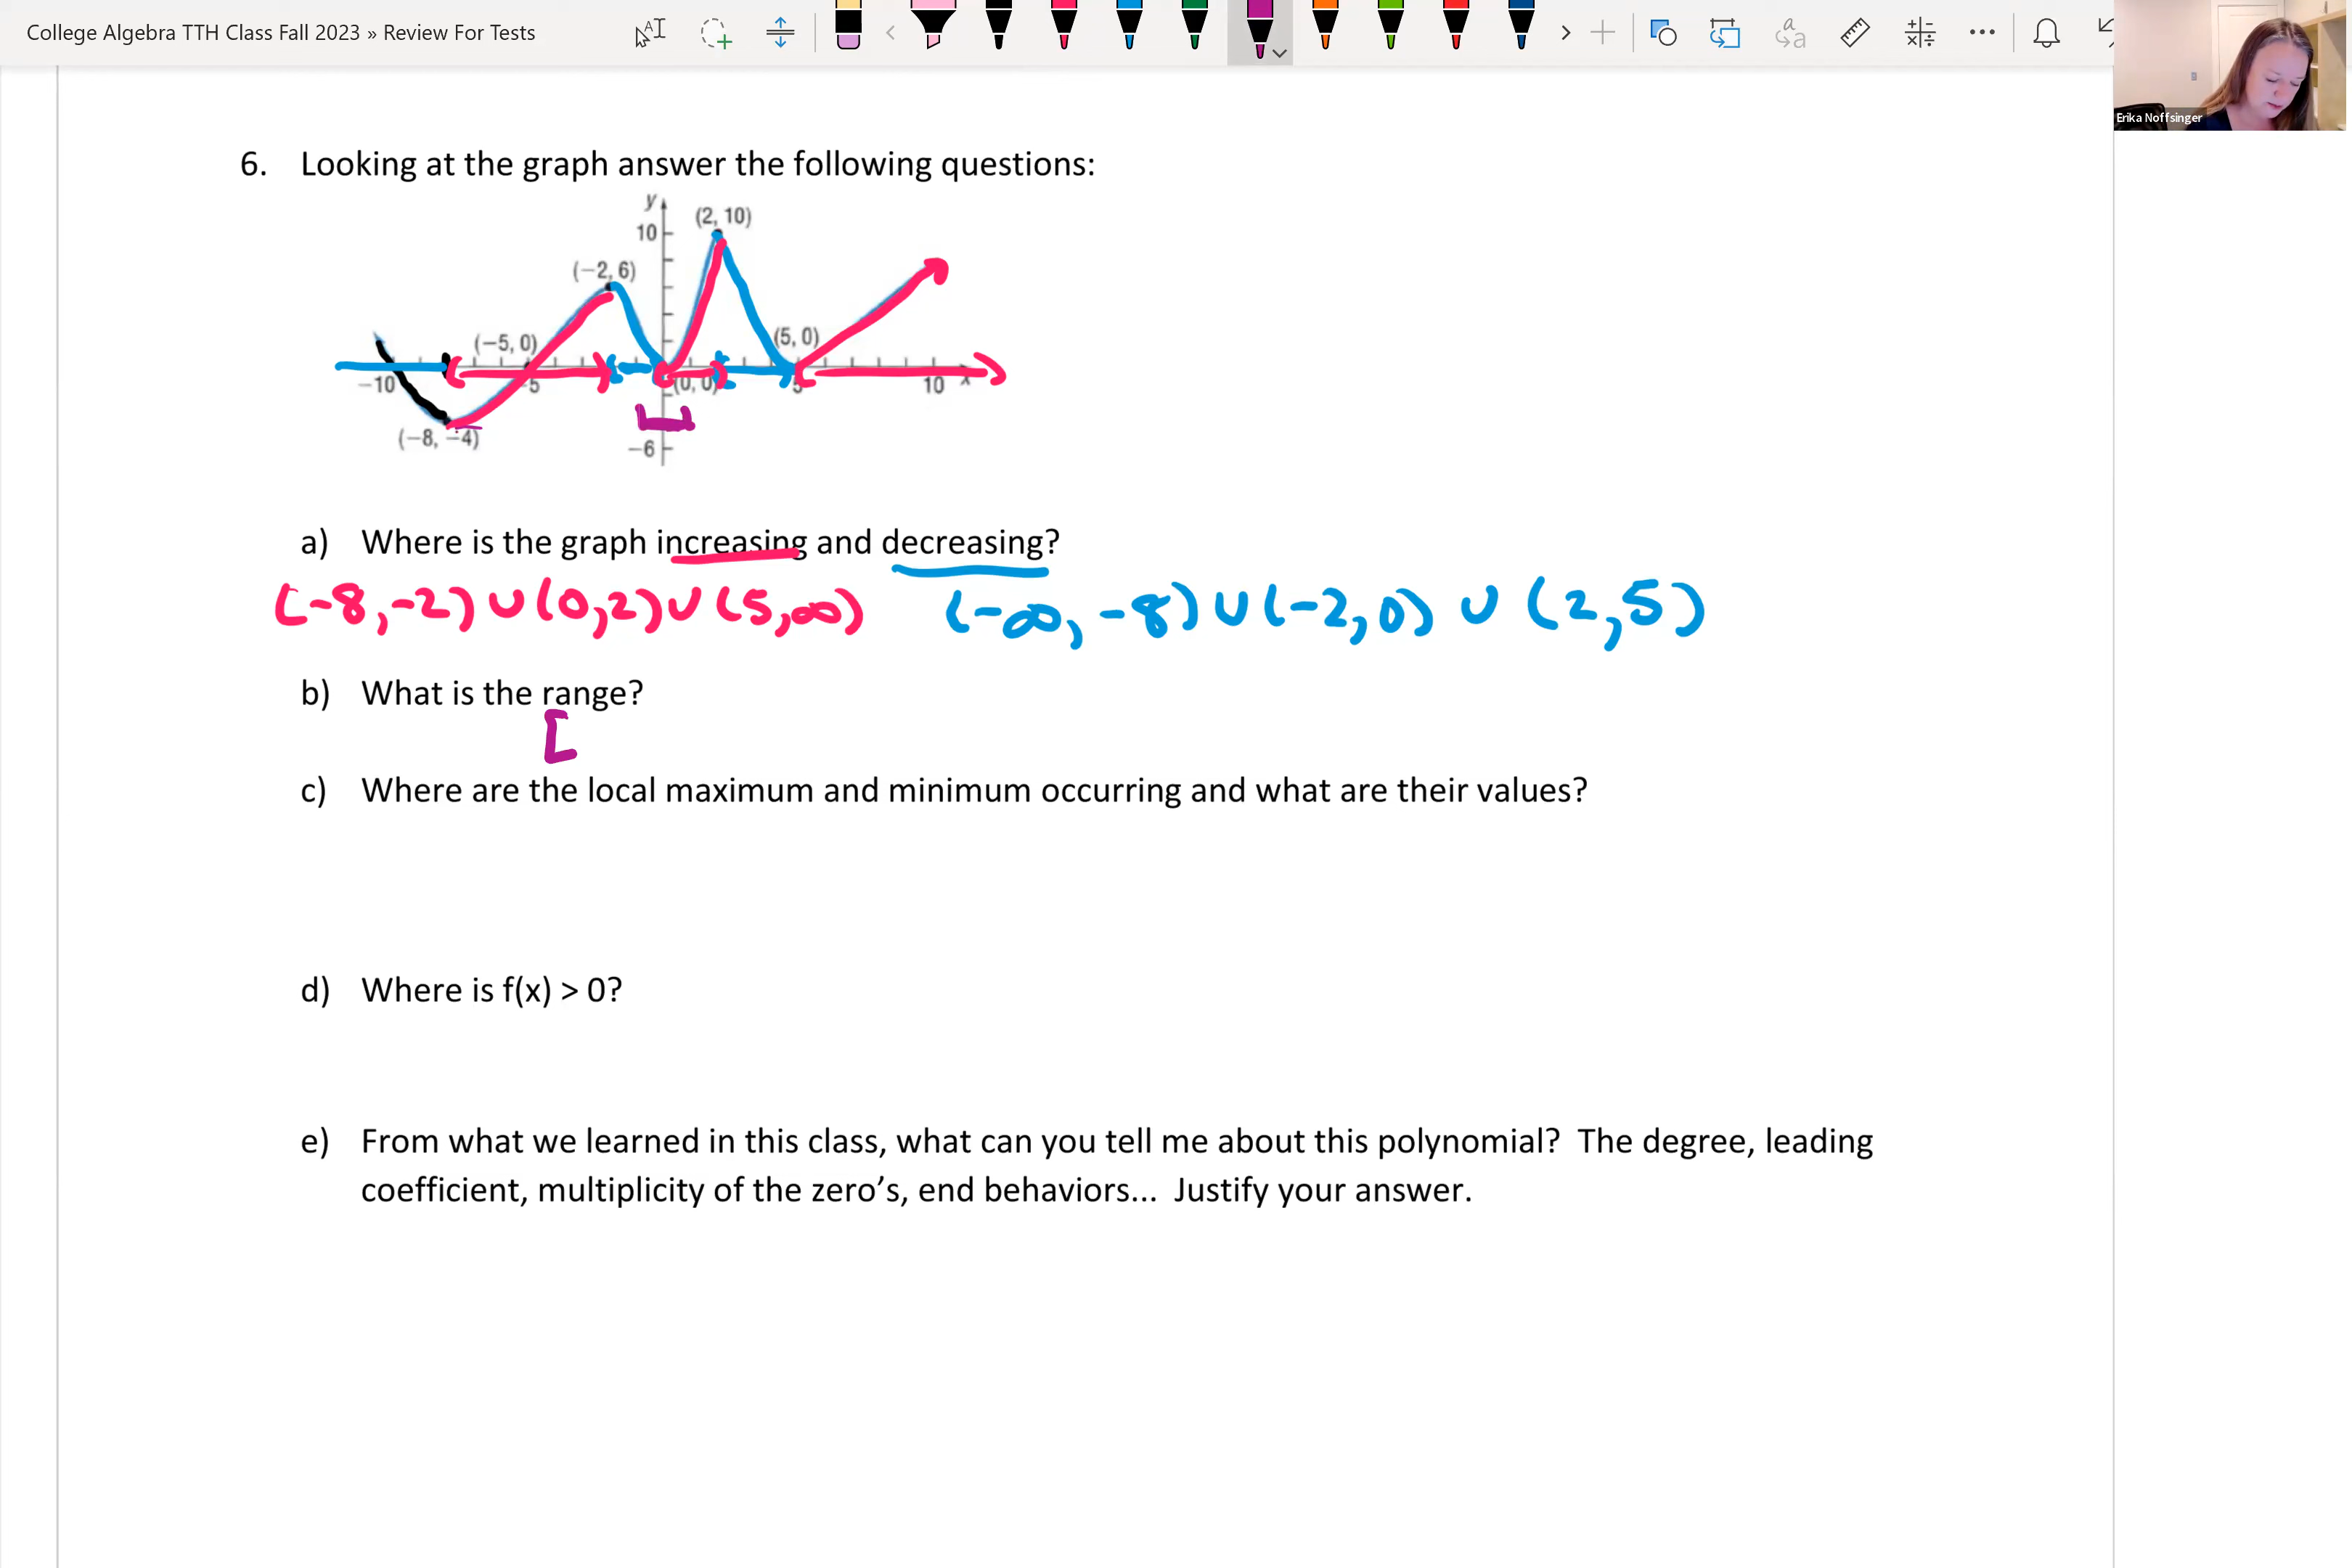 College Algebra TTH Class Fall 2023 » Review For Tests
Erika Noffsinger
6. Looking at the graph answer the following questions:
y
(2, 10)
10
(−2, 6)
(−5, 0)
(5, 0)
−10
−5
(0, 0)
5
10
x
(−8, −4)
−6
a) Where is the graph increasing and decreasing?
(-8,-2) ∪ (0,2) ∪ (5,∞) (-∞,-8) ∪ (-2,0) ∪ (2,5)
b) What is the range?
[
c) Where are the local maximum and minimum occurring and what are their values?
d) Where is f(x) > 0?
e) From what we learned in this class, what can you tell me about this polynomial? The degree, leading
coefficient, multiplicity of the zero’s, end behaviors... Justify your answer.